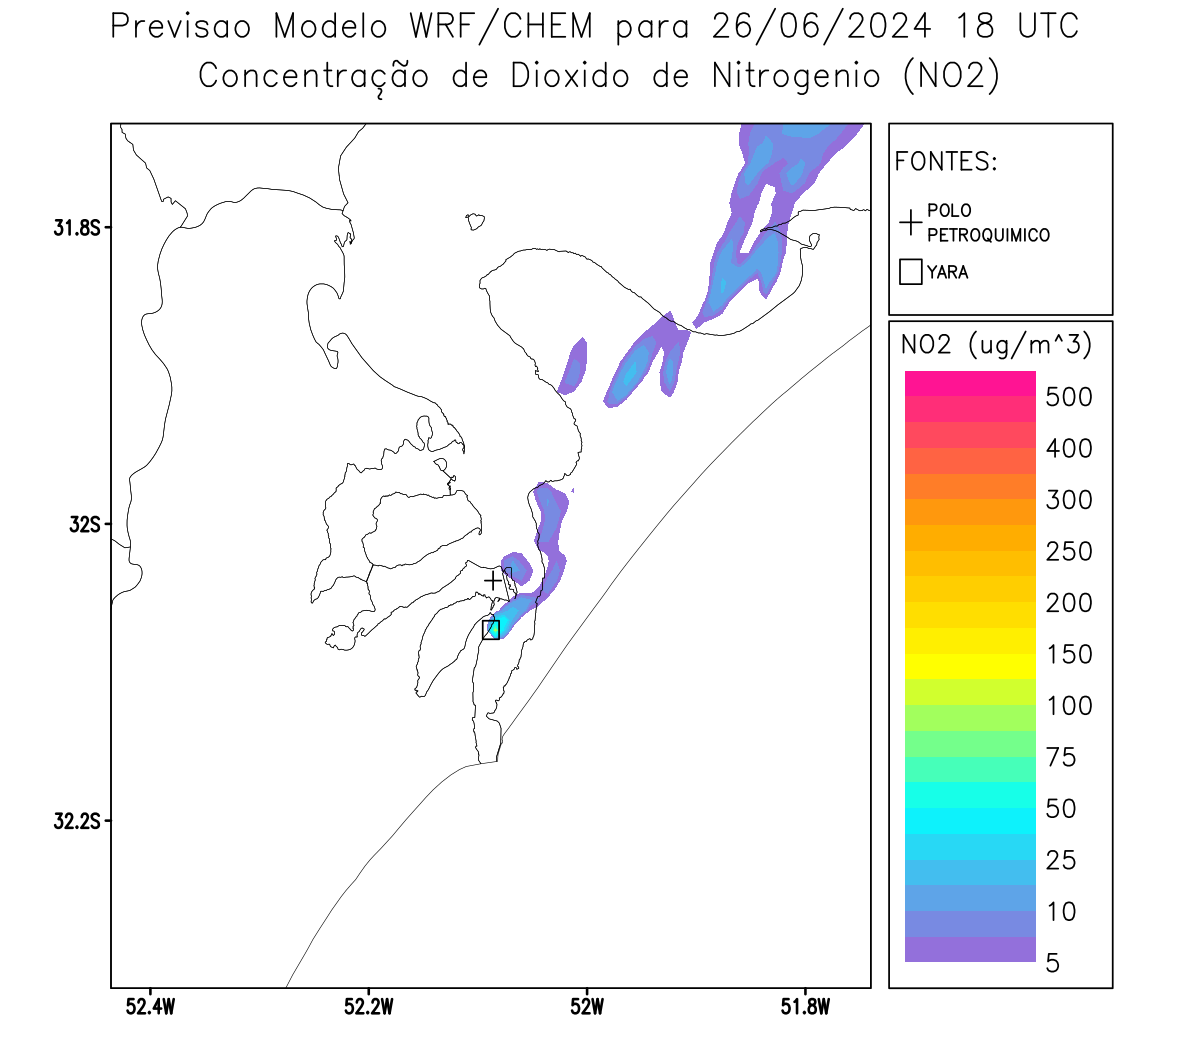 Previsao Modelo WRF/CHEM para 26/06/2024 18 UTC
Concentração de Dioxido de Nitrogenio (NO2)
FONTES:
POLO
PETROQUIMICO
YARA
NO2 (ug/m^3)
500
400
300
250
200
150
100
75
50
25
10
5
31.8S
32S
32.2S
52.4W
52.2W
52W
51.8W